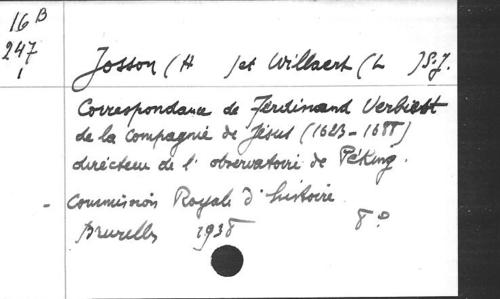 16 B
247
1
Josson (H )et Willaert (L )S.J.
Correspondance de Ferdinand Verbiest
de la compagnie de Jésus (1623-1688)
directeur de l'observatoire de Péking.
- Commission Royale d'histoire
Bruxelles 1938 8°